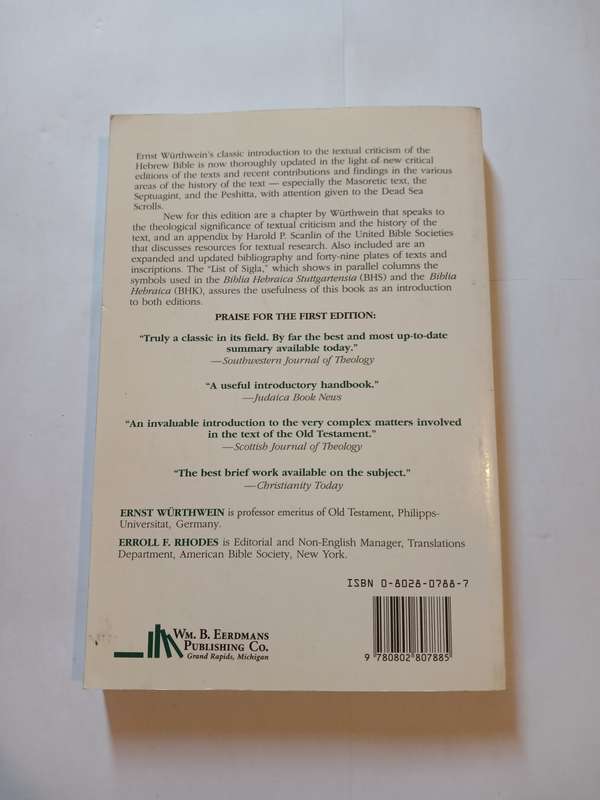 Ernst Würthwein's classic introduction to the textual criticism of the
Hebrew Bible is now thoroughly updated in the light of new critical
editions of the texts and recent contributions and findings in the various
areas of the history of the text — especially the Masoretic text, the
Septuagint, and the Peshitta, with attention given to the Dead Sea
Scrolls.
New for this edition are a chapter by Würthwein that speaks to
the theological significance of textual criticism and the history of the
text, and an appendix by Harold P. Scanlin of the United Bible Societies
that discusses resources for textual research. Also included are an
expanded and updated bibliography and forty-nine plates of texts and
inscriptions. The "List of Sigla," which shows in parallel columns the
symbols used in the Biblia Hebraica Stuttgartensia (BHS) and the Biblia
Hebraica (BHK), assures the usefulness of this book as an introduction
to both editions.
PRAISE FOR THE FIRST EDITION:
"Truly a classic in its field. By far the best and most up-to-date
summary available today."
—Southwestern Journal of Theology
"A useful introductory handbook."
—Judaica Book News
"An invaluable introduction to the very complex matters involved
in the text of the Old Testament."
—Scottish Journal of Theology
"The best brief work available on the subject."
—Christianity Today
ERNST WÜRTHWEIN is professor emeritus of Old Testament, Philipps-
Universitat, Germany.
ERROLL F. RHODES is Editorial and Non-English Manager, Translations
Department, American Bible Society, New York.
ISBN 0-8028-0788-7
WM. B. EERDMANS
PUBLISHING CO.
Grand Rapids, Michigan
9 780802 807885